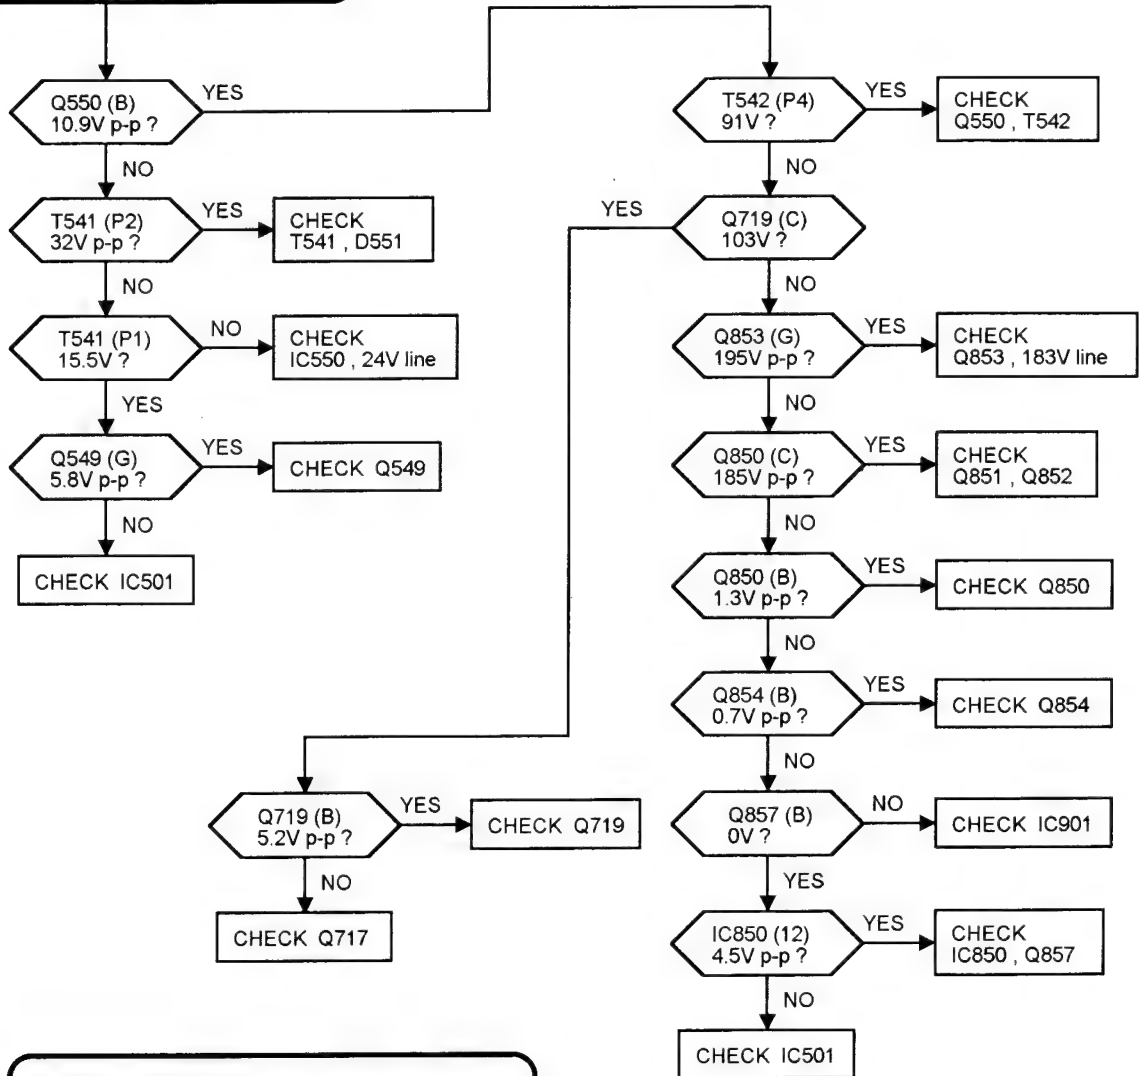 Q550 (B)
10.9V p-p ?
YES
NO
T541 (P2)
32V p-p ?
YES
CHECK
T541 , D551
NO
T541 (P1)
15.5V ?
NO
CHECK
IC550 , 24V line
YES
Q549 (G)
5.8V p-p ?
YES
CHECK Q549
NO
CHECK IC501
T542 (P4)
91V ?
YES
CHECK
Q550 , T542
NO
Q719 (C)
103V ?
YES
NO
Q853 (G)
195V p-p ?
YES
CHECK
Q853 , 183V line
NO
Q850 (C)
185V p-p ?
YES
CHECK
Q851 , Q852
NO
Q850 (B)
1.3V p-p ?
YES
CHECK Q850
NO
Q854 (B)
0.7V p-p ?
YES
CHECK Q854
NO
Q857 (B)
0V ?
NO
CHECK IC901
YES
IC850 (12)
4.5V p-p ?
YES
CHECK
IC850 , Q857
NO
CHECK IC501
Q719 (B)
5.2V p-p ?
YES
CHECK Q719
NO
CHECK Q717